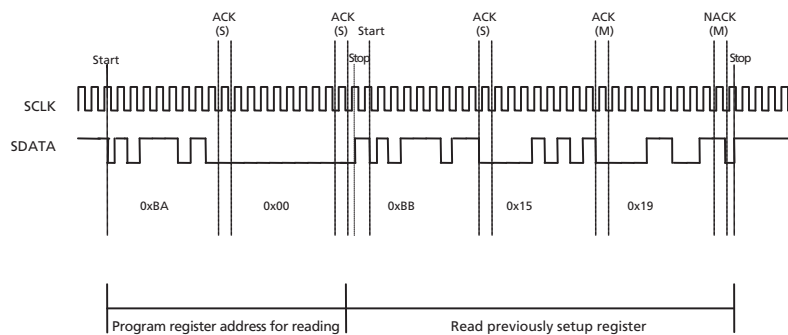 ACK ACK ACK ACK NACK
(S) (S) Start (S) (M) (M)
Start Stop Stop
SCLK
SDATA
0xBA 0x00 0xBB 0x15 0x19
Program register address for reading Read previously setup register